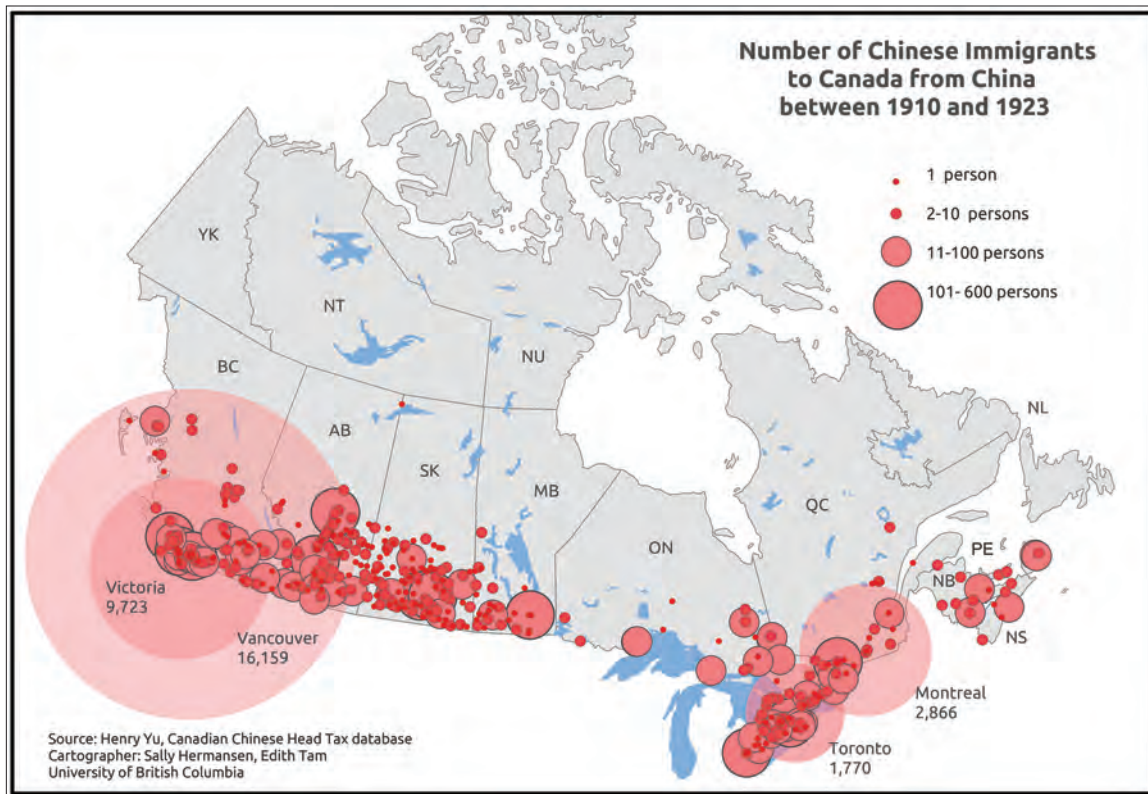 Number of Chinese Immigrants
to Canada from China
between 1910 and 1923
1 person
2-10 persons
11-100 persons
101- 600 persons
YK
NT
NU
BC
AB
SK
MB
ON
QC
NL
PE
NB
NS
Victoria
9,723
Vancouver
16,159
Montreal
2,866
Toronto
1,770
Source: Henry Yu, Canadian Chinese Head Tax database
Cartographer: Sally Hermansen, Edith Tam
University of British Columbia